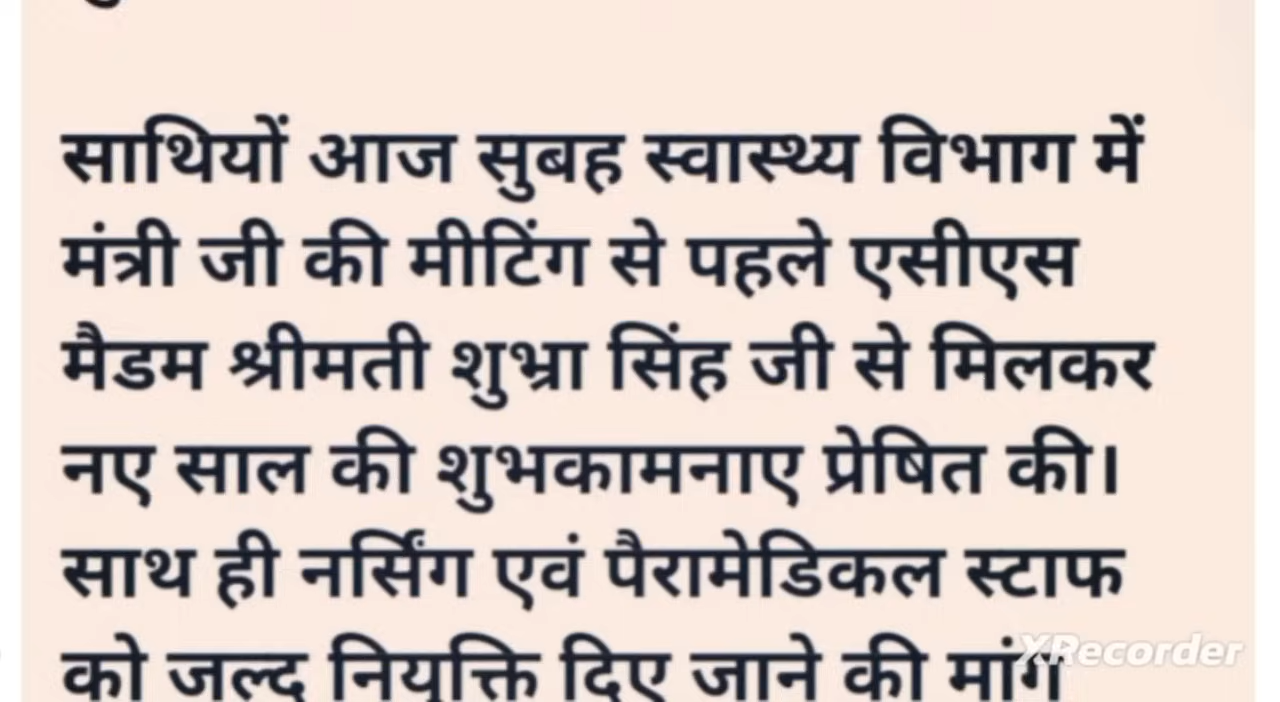 साथियों आज सुबह स्वास्थ्य विभाग में
मंत्री जी की मीटिंग से पहले एसीएस
मैडम श्रीमती शुभ्रा सिंह जी से मिलकर
नए साल की शुभकामनाए प्रेषित की।
साथ ही नर्सिंग एवं पैरामेडिकल स्टाफ
को जल्द नियुक्ति दिए जाने की मांग
XRecorder